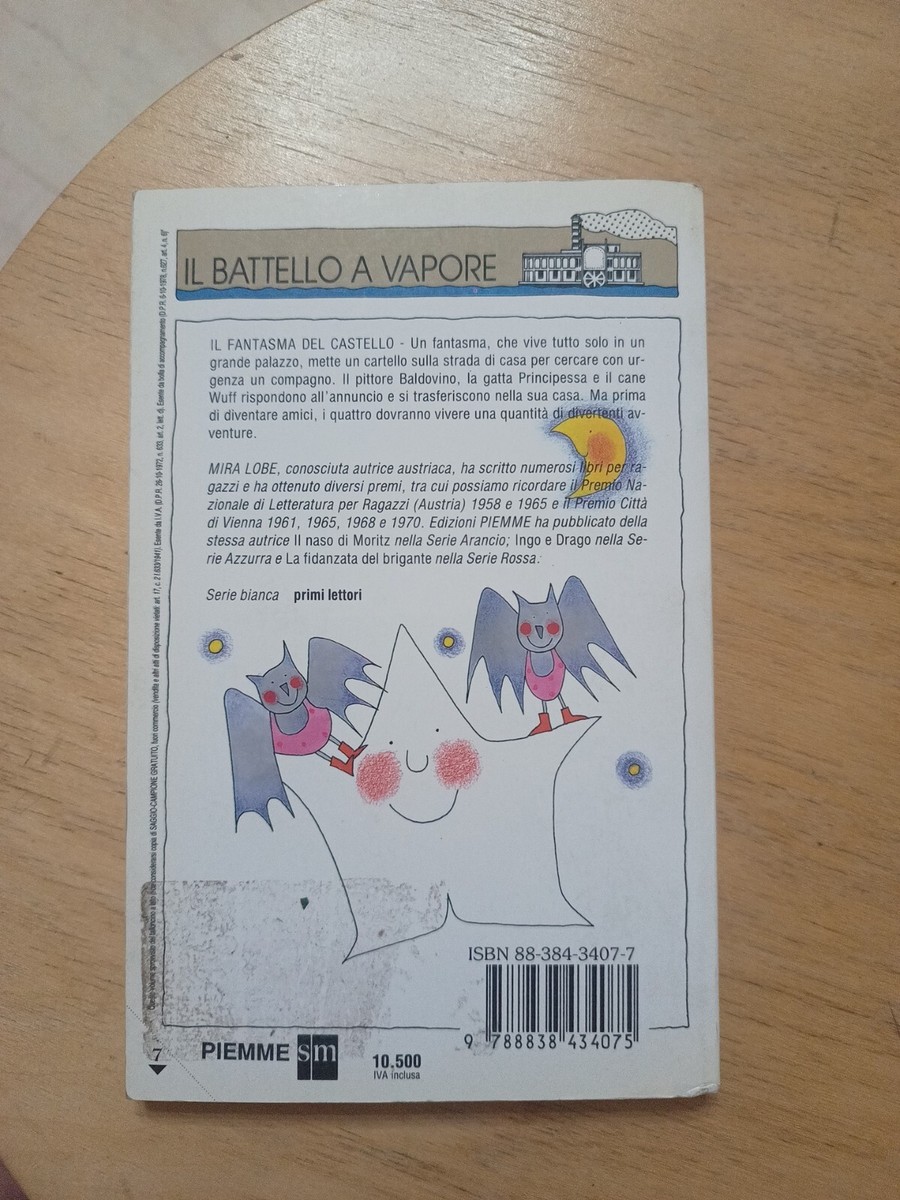 IL BATTELLO A VAPORE
IL FANTASMA DEL CASTELLO - Un fantasma, che vive tutto solo in un
grande palazzo, mette un cartello sulla strada di casa per cercare con ur-
genza un compagno. Il pittore Baldovino, la gatta Principessa e il cane
Wuff rispondono all'annuncio e si trasferiscono nella sua casa. Ma prima
di diventare amici, i quattro dovranno vivere una quantità di divertenti av-
venture.
MIRA LOBE, conosciuta autrice austriaca, ha scritto numerosi libri per ra-
gazzi e ha ottenuto diversi premi, tra cui possiamo ricordare il Premio Na-
zionale di Letteratura per Ragazzi (Austria) 1958 e 1965 e il Premio Città
di Vienna 1961, 1965, 1968 e 1970. Edizioni PIEMME ha pubblicato della
stessa autrice Il naso di Moritz nella Serie Arancio; Ingo e Drago nella Se-
rie Azzurra e La fidanzata del brigante nella Serie Rossa.
Serie bianca primi lettori
ISBN 88-384-3407-7
9 788838 434075
7
PIEMME sm
10.500
IVA inclusa